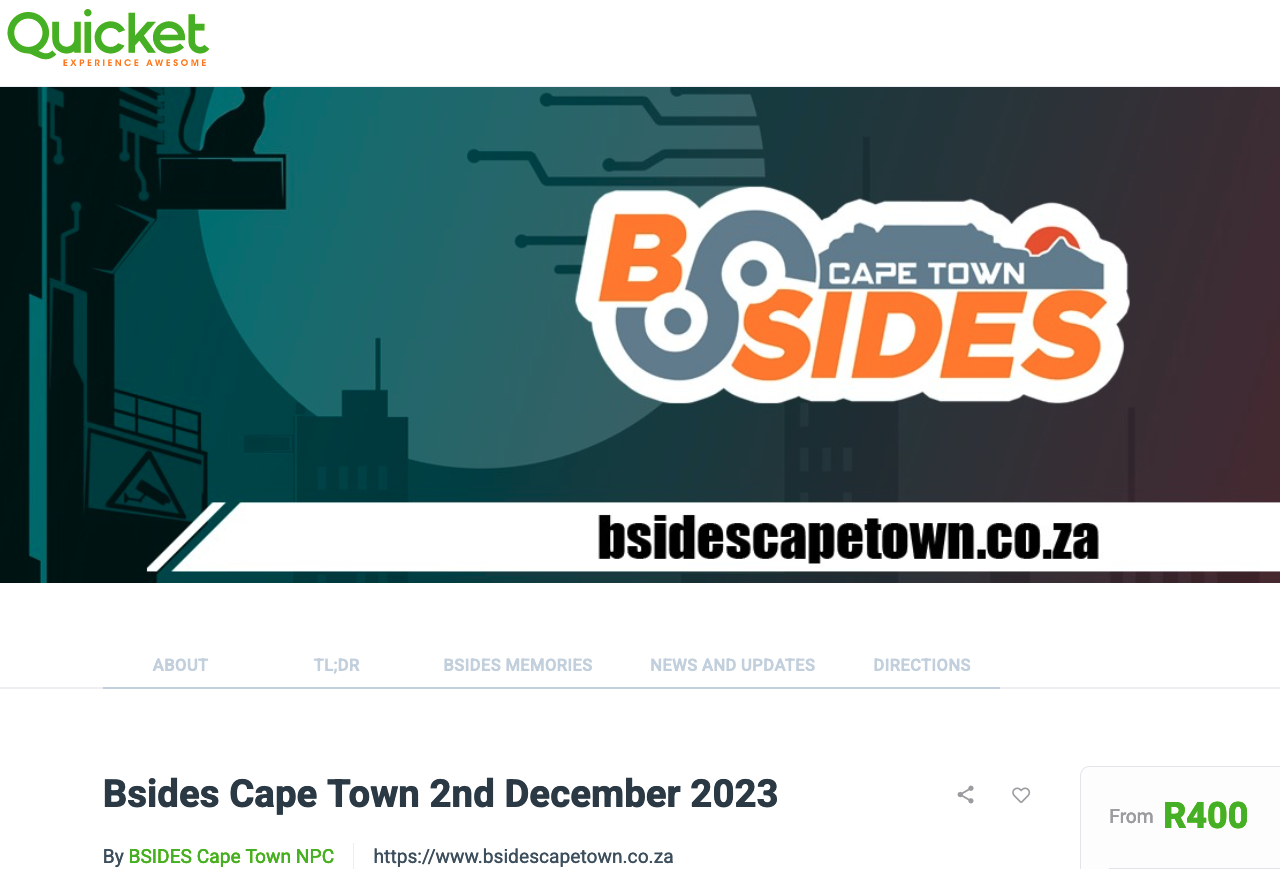 Quicket
EXPERIENCE AWESOME
B
CAPE TOWN
SIDES
bsidescapetown.co.za
ABOUT TL;DR BSIDES MEMORIES NEWS AND UPDATES DIRECTIONS
Bsides Cape Town 2nd December 2023
From R400
By BSIDES Cape Town NPC https://www.bsidescapetown.co.za